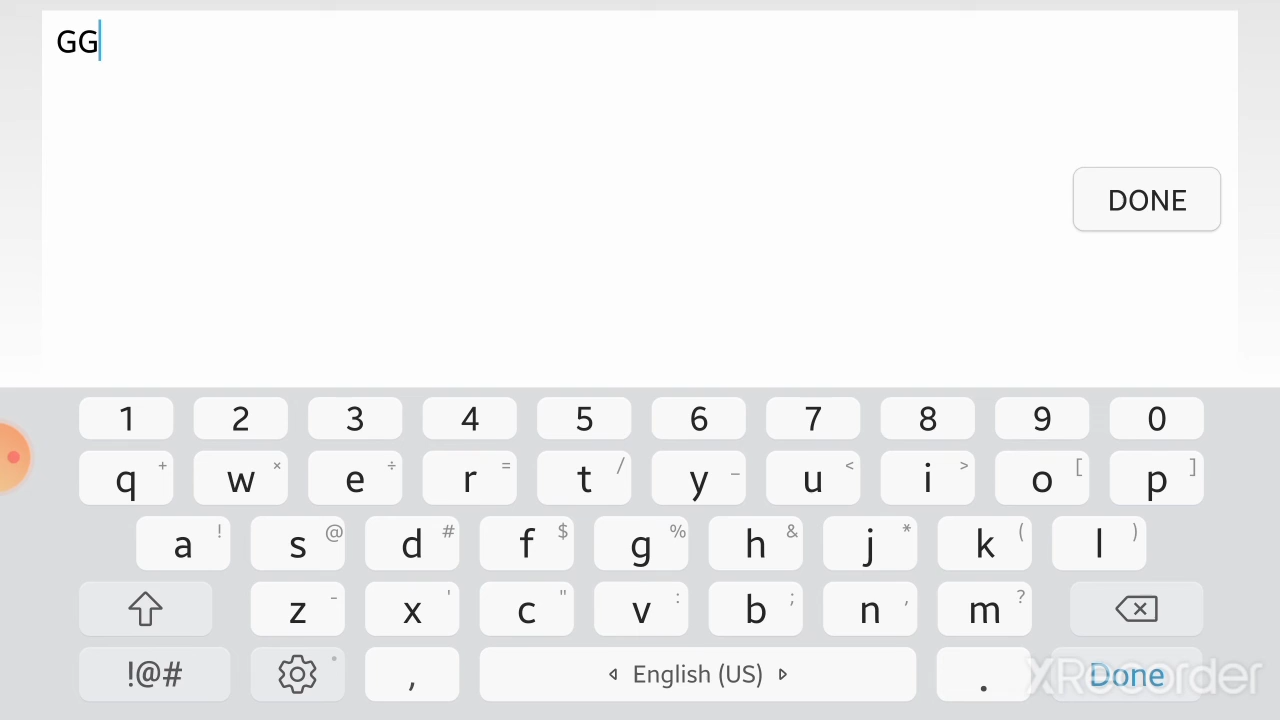 GG
DONE
1 2 3 4 5 6 7 8 9 0
q + w × e ÷ r = t / y _ u < i > o [ p ]
a ! s @ d # f $ g % h & j * k ( l )
z - x ' c " v : b ; n , m ?
!@# , English (US) . Done
XRecorder